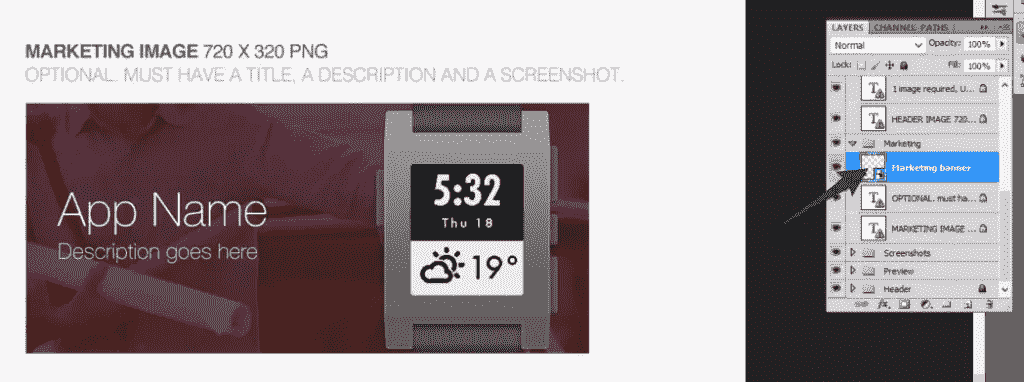 MARKETING IMAGE 720 X 320 PNG
OPTIONAL. MUST HAVE A TITLE, A DESCRIPTION AND A SCREENSHOT.
App Name
Description goes here
5:32
Thu 18
19°
LAYERS CHANNEL PATHS
Normal Opacity: 100%
Lock: Fill: 100%
1 image required, U...
HEADER IMAGE 720...
Marketing
Marketing banner
OPTIONAL. must ha...
MARKETING IMAGE ...
Screenshots
Preview
Header